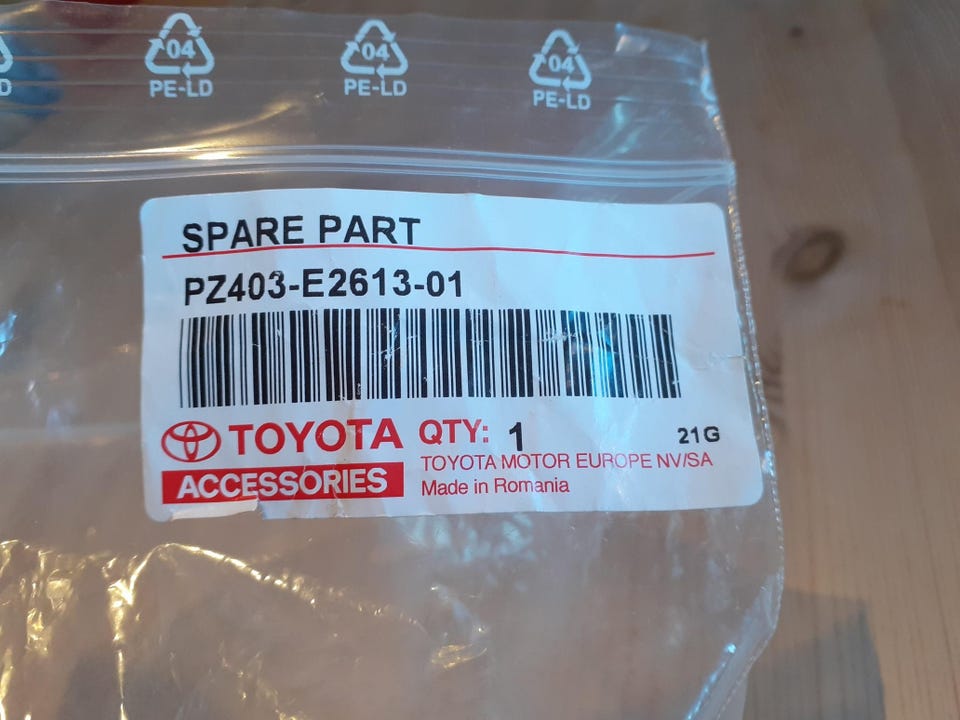 04 04 04
D PE-LD PE-LD PE-LD
SPARE PART
PZ403-E2613-01
TOYOTA QTY: 1 21G
TOYOTA MOTOR EUROPE NV/SA
ACCESSORIES Made in Romania